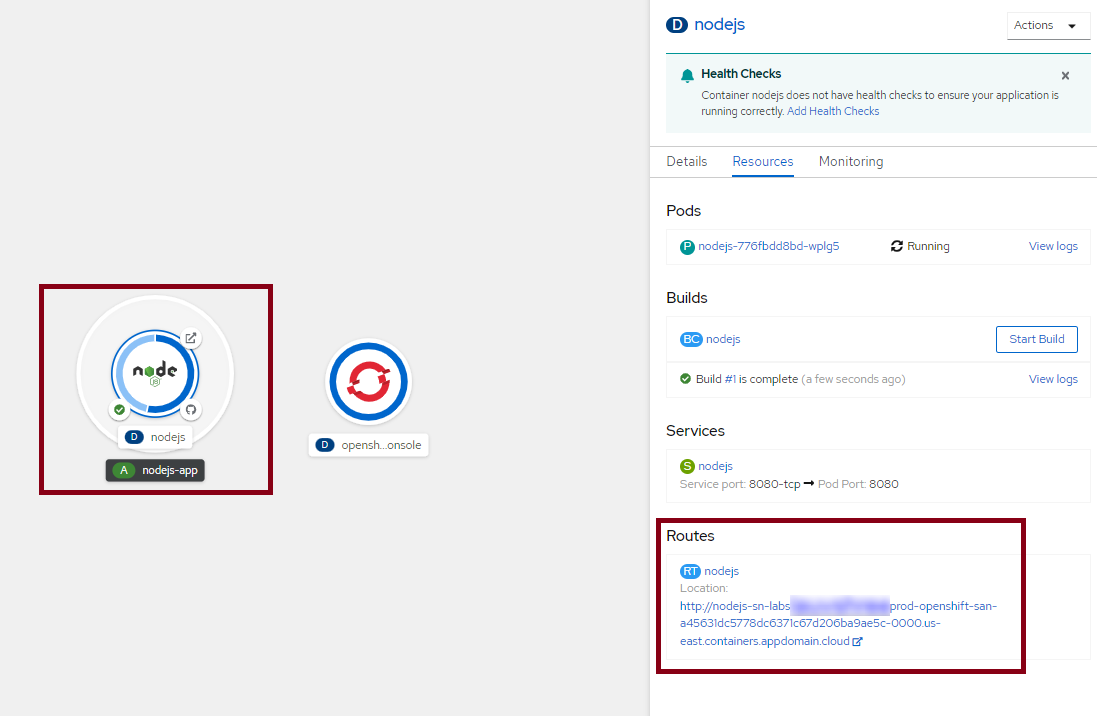 node
JS
D nodejs
A nodejs-app
D opensh...onsole
D nodejs
Actions
Health Checks
Container nodejs does not have health checks to ensure your application is
running correctly. Add Health Checks
Details Resources Monitoring
Pods
P nodejs-776fbdd8bd-wplg5 Running View logs
Builds
BC nodejs Start Build
Build #1 is complete (a few seconds ago) View logs
Services
S nodejs
Service port: 8080-tcp → Pod Port: 8080
Routes
RT nodejs
Location:
http://nodejs-sn-labs prod-openshift-san-
a45631dc5778dc6371c67d206ba9ae5c-0000.us-
east.containers.appdomain.cloud